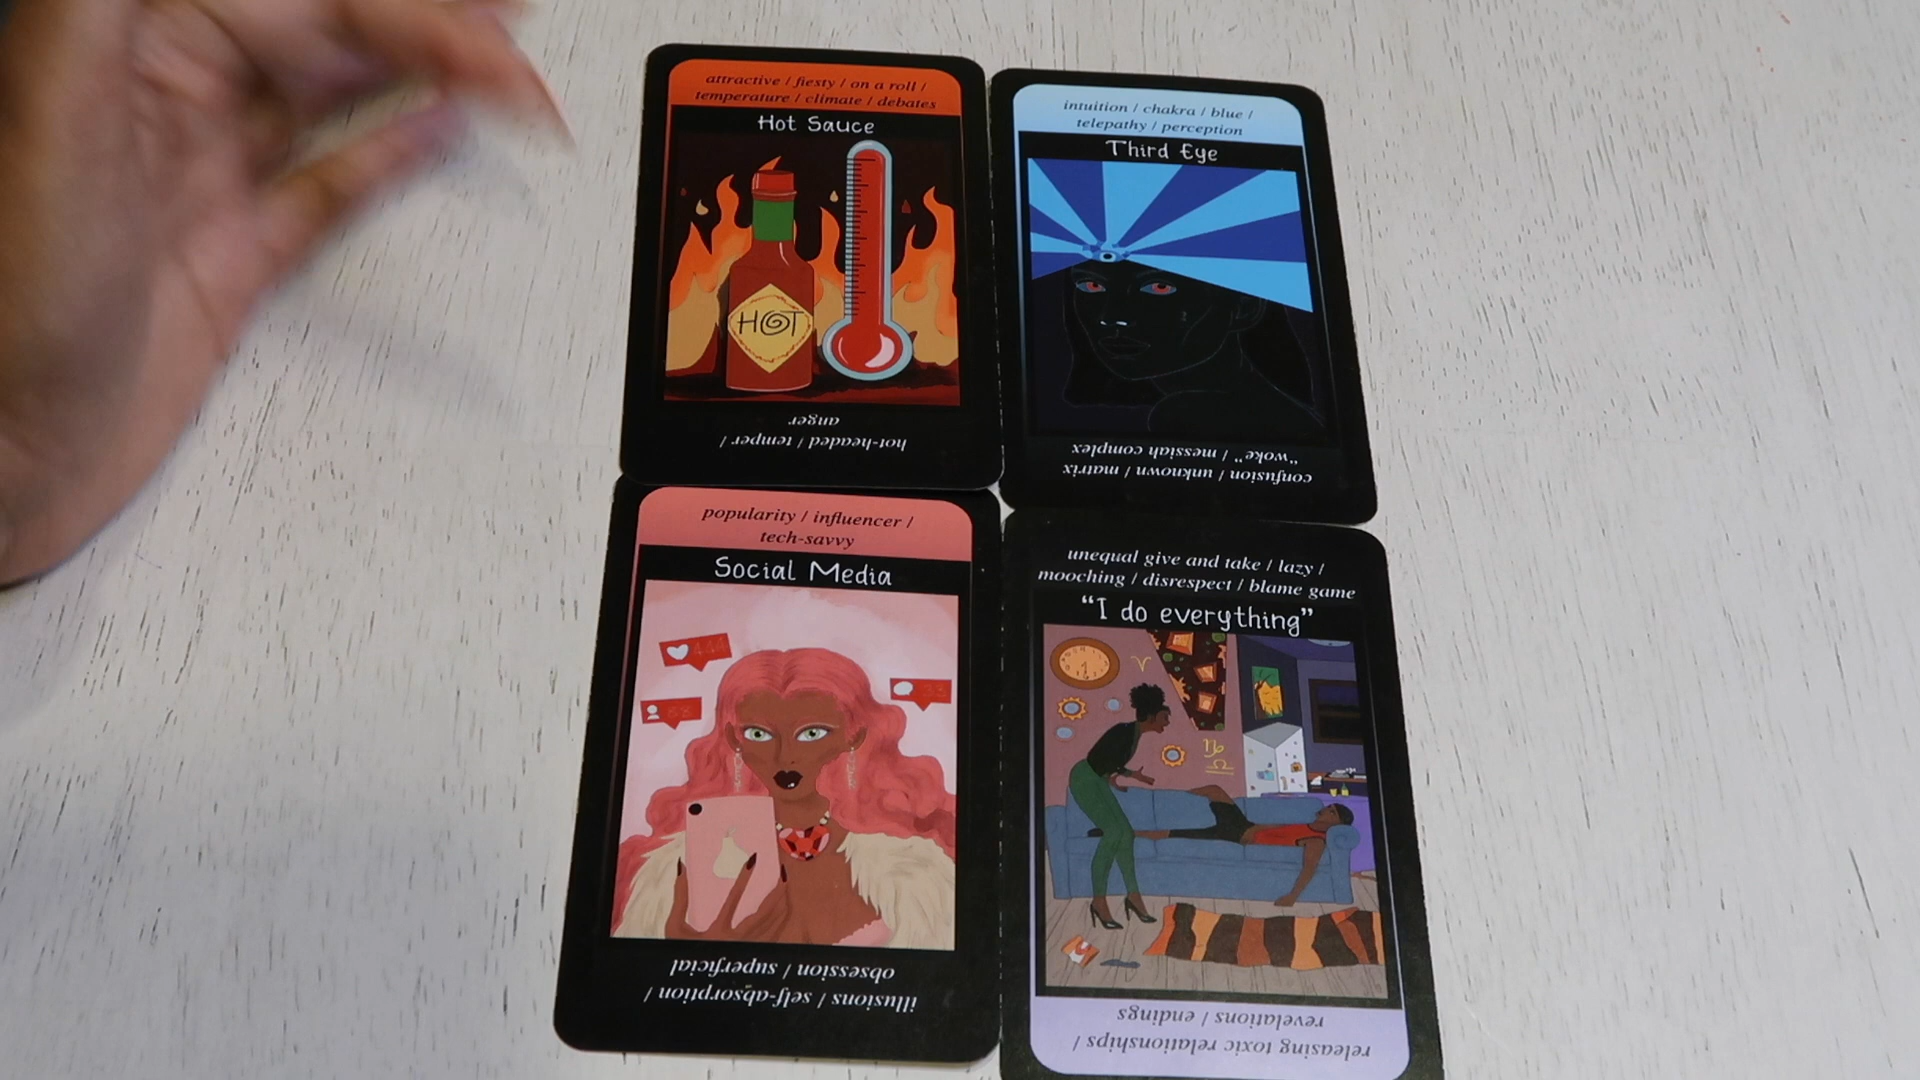 attractive / fiesty / on a roll /
temperature / climate / debates
Hot Sauce
HOT
hot-headed / temper /
anger
intuition / chakra / blue /
telepathy / perception
Third Eye
confusion / unknown / matrix
"woke" / messiah complex
popularity / influencer /
tech-savvy
Social Media
illusions / self-absorption /
obsession / superficial
unequal give and take / lazy /
mooching / disrespect / blame game
“I do everything”
releasing toxic relationships /
revelations / endings